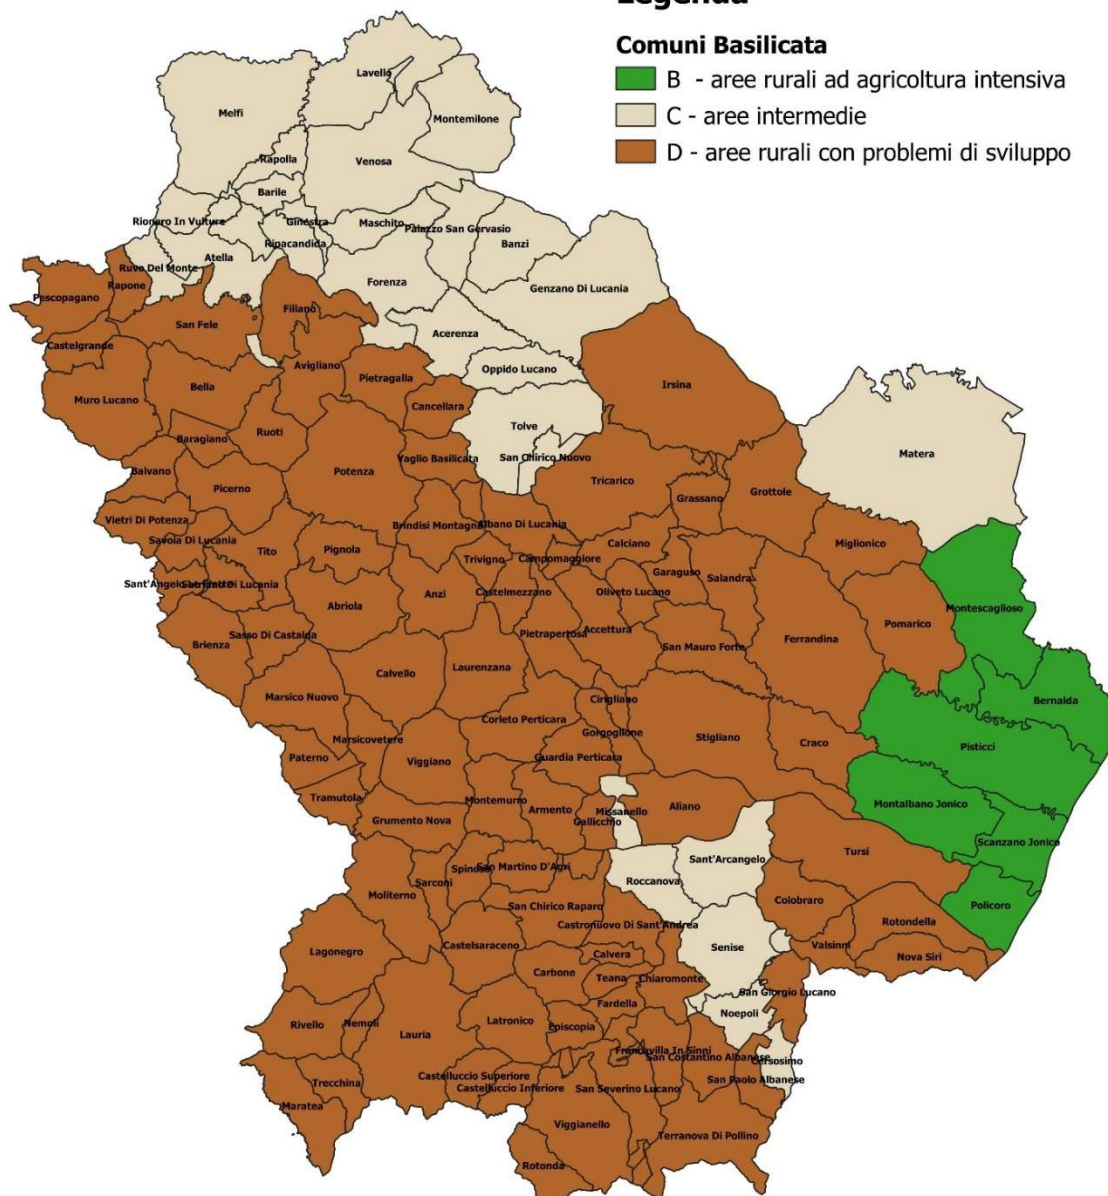 Legenda
Comuni Basilicata
B - aree rurali ad agricoltura intensiva
C - aree intermedie
D - aree rurali con problemi di sviluppo
Lavello
Melfi
Montemilone
Rapolla
Venosa
Barile
Rionero In Vulture
Ginestra
Maschito
Palazzo San Gervasio
Banzi
Ripacandida
Atella
Ruvo Del Monte
Rapone
Pescopagano
Forenza
Genzano Di Lucania
Filiano
San Fele
Acerenza
Castelgrande
Avigliano
Oppido Lucano
Pietragalla
Irsina
Bella
Muro Lucano
Cancellara
Tolve
Ruoti
Baragiano
Matera
Vaglio Basilicata
San Chirico Nuovo
Balvano
Potenza
Tricarico
Picerno
Grassano
Grottole
Vietri Di Potenza
Brindisi Montagna
Albano Di Lucania
Savoia Di Lucania
Tito
Pignola
Calciano
Miglionico
Trivigno
Campomaggiore
Garaguso
Salandra
Sant'Angelo Le Fratte
Satriano Di Lucania
Anzi
Castelmezzano
Oliveto Lucano
Abriola
Montescaglioso
Pomarico
Sasso Di Castalda
Brienza
Pietrapertosa
Accettura
San Mauro Forte
Ferrandina
Calvello
Laurenzana
Marsico Nuovo
Cirigliano
Bernalda
Corleto Perticara
Gorgoglione
Stigliano
Craco
Marsicovetere
Pisticci
Paterno
Viggiano
Guardia Perticara
Tramutola
Montemurro
Armento
Missanello
Aliano
Montalbano Jonico
Gallicchio
Grumento Nova
Scanzano Jonico
Tursi
Sant'Arcangelo
Spinoso
San Martino D'Agri
Sarconi
Roccanova
Moliterno
Colobraro
Policoro
San Chirico Raparo
Castronuovo Di Sant'Andrea
Rotondella
Lagonegro
Castelsaraceno
Senise
Valsinni
Calvera
Nova Siri
Carbone
Teana
Chiaromonte
San Giorgio Lucano
Fardella
Noepoli
Rivello
Nemoli
Lauria
Latronico
Episcopia
Francavilla In Sinni
San Costantino Albanese
Cersosimo
Castelluccio Superiore
Castelluccio Inferiore
San Severino Lucano
San Paolo Albanese
Trecchina
Maratea
Viggianello
Terranova Di Pollino
Rotonda